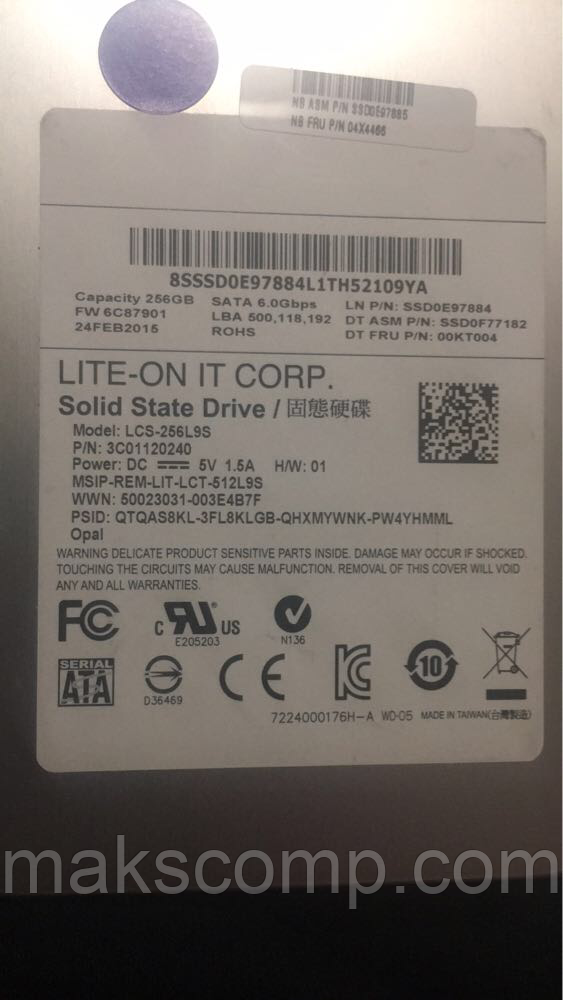 NB ASM P/N SSD0E97885
NB FRU P/N 04X4466
8SSSD0E97884L1TH52109YA
Capacity 256GB SATA 6.0Gbps LN P/N: SSD0E97884
FW 6C87901 LBA 500,118,192 DT ASM P/N: SSD0F77182
24FEB2015 ROHS DT FRU P/N: 00KT004
LITE-ON IT CORP.
Solid State Drive / 固態硬碟
Model: LCS-256L9S
P/N: 3C01120240
Power: DC 5V 1.5A H/W: 01
MSIP-REM-LIT-LCT-512L9S
WWN: 50023031-003E4B7F
PSID: QTQAS8KL-3FL8KLGB-QHXMYWNK-PW4YHMML
Opal
WARNING DELICATE PRODUCT SENSITIVE PARTS INSIDE. DAMAGE MAY OCCUR IF SHOCKED.
TOUCHING THE CIRCUITS MAY CAUSE MALFUNCTION. REMOVAL OF THIS COVER WILL VOID
ANY AND ALL WARRANTIES.
FC c RU US
E205203 N136
SERIAL
ATA CE 10
D36469
7224000176H-A WD-05 MADE IN TAIWAN(台灣製造)
makscomp.com